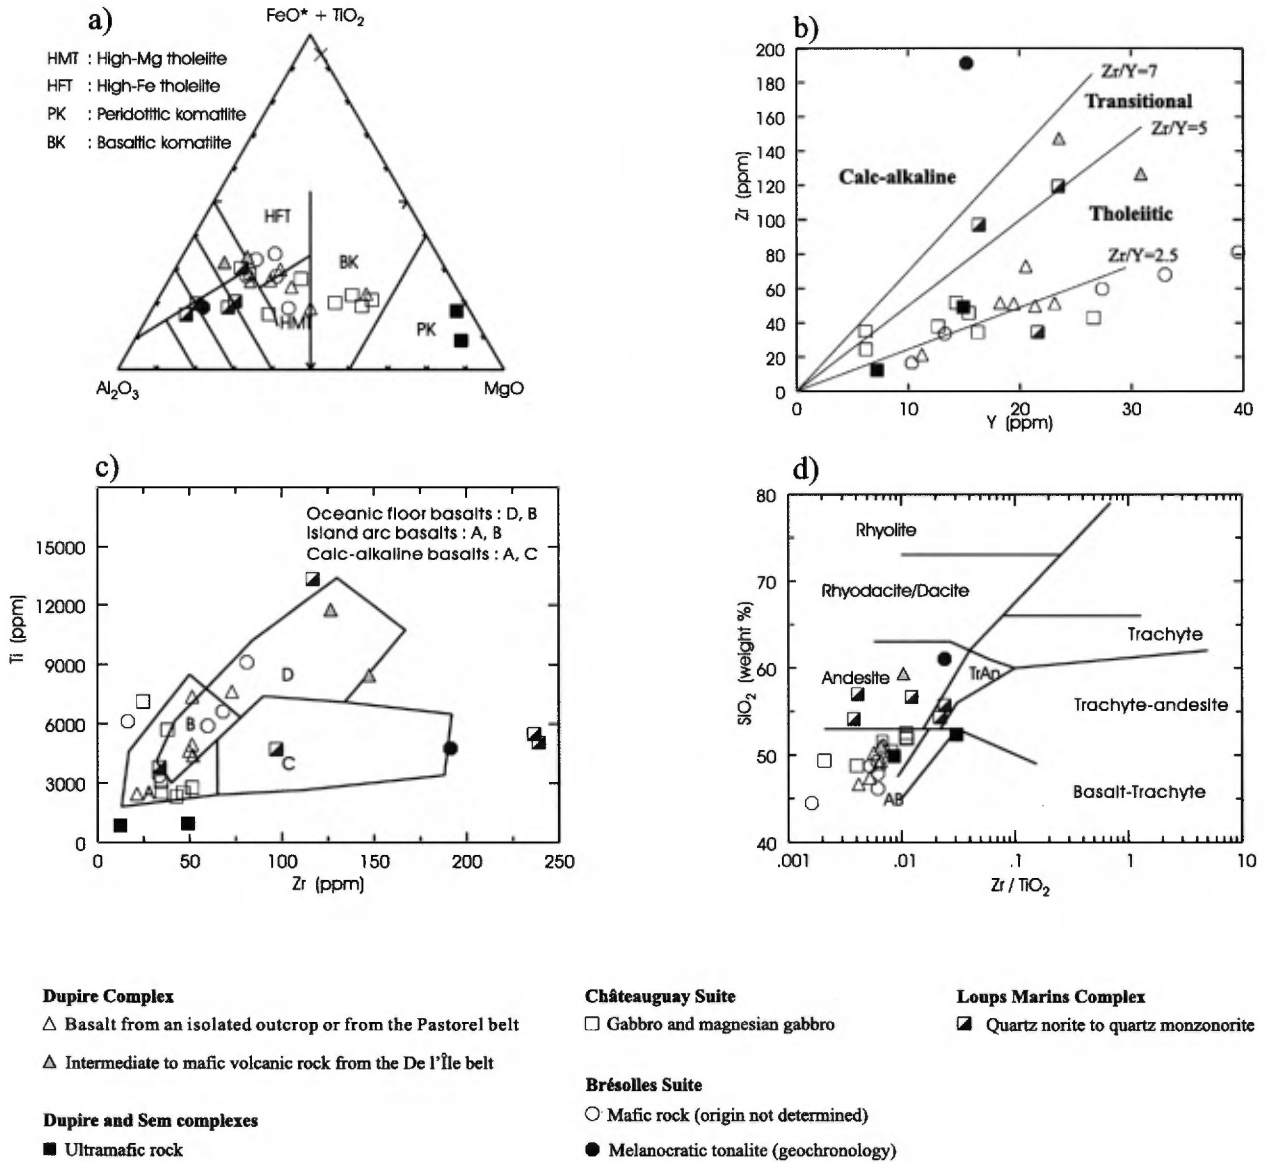 a)
FeO* + TiO₂
HMT : High-Mg tholeiite
HFT : High-Fe tholeiite
PK : Peridotitic komatiite
BK : Basaltic komatiite
HFT
BK
HMT
PK
Al₂O₃
MgO
b)
Zr (ppm)
200
180
160
140
120
100
80
60
40
20
0
Zr/Y=7
Transitional
Zr/Y=5
Calc-alkaline
Tholeiitic
Zr/Y=2.5
0
10
20
30
40
Y (ppm)
c)
Ti (ppm)
15000
12000
9000
6000
3000
0
Oceanic floor basalts : D, B
Island arc basalts : A, B
Calc-alkaline basalts : A, C
D
B
C
A
0
50
100
150
200
250
Zr (ppm)
d)
SiO₂ (weight %)
80
70
60
50
40
Rhyolite
Rhyodacite/Dacite
Trachyte
Andesite
TrAn
Trachyte-andesite
AB
Basalt-Trachyte
.001
.01
.1
1
10
Zr / TiO₂
Dupire Complex
Basalt from an isolated outcrop or from the Pastorel belt
Intermediate to mafic volcanic rock from the De l'Île belt
Dupire and Sem complexes
Ultramafic rock
Châteauguay Suite
Gabbro and magnesian gabbro
Brésolles Suite
Mafic rock (origin not determined)
Melanocratic tonalite (geochronology)
Loups Marins Complex
Quartz norite to quartz monzonorite